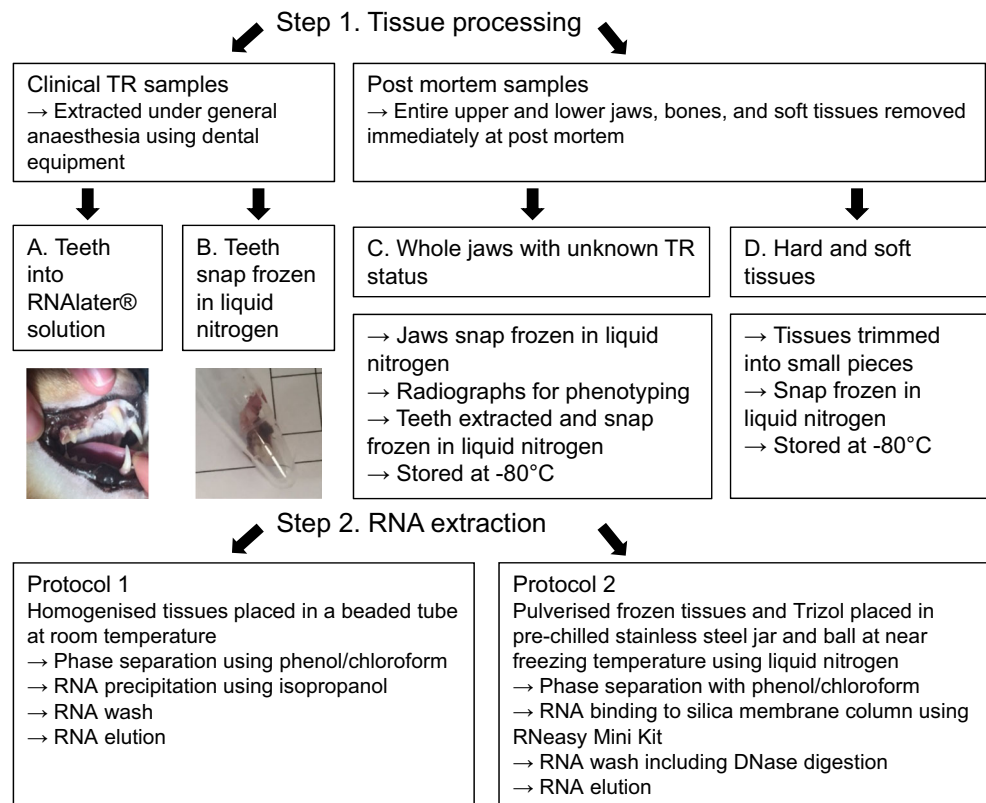 Step 1. Tissue processing
Clinical TR samples
→ Extracted under general
anaesthesia using dental
equipment
Post mortem samples
→ Entire upper and lower jaws, bones, and soft tissues removed
immediately at post mortem
A. Teeth
into
RNAlater®
solution
B. Teeth
snap frozen
in liquid
nitrogen
C. Whole jaws with unknown TR
status
D. Hard and soft
tissues
→ Jaws snap frozen in liquid
nitrogen
→ Radiographs for phenotyping
→ Teeth extracted and snap
frozen in liquid nitrogen
→ Stored at -80°C
→ Tissues trimmed
into small pieces
→ Snap frozen in
liquid nitrogen
→ Stored at -80°C
Step 2. RNA extraction
Protocol 1
Homogenised tissues placed in a beaded tube
at room temperature
→ Phase separation using phenol/chloroform
→ RNA precipitation using isopropanol
→ RNA wash
→ RNA elution
Protocol 2
Pulverised frozen tissues and Trizol placed in
pre-chilled stainless steel jar and ball at near
freezing temperature using liquid nitrogen
→ Phase separation with phenol/chloroform
→ RNA binding to silica membrane column using
RNeasy Mini Kit
→ RNA wash including DNase digestion
→ RNA elution